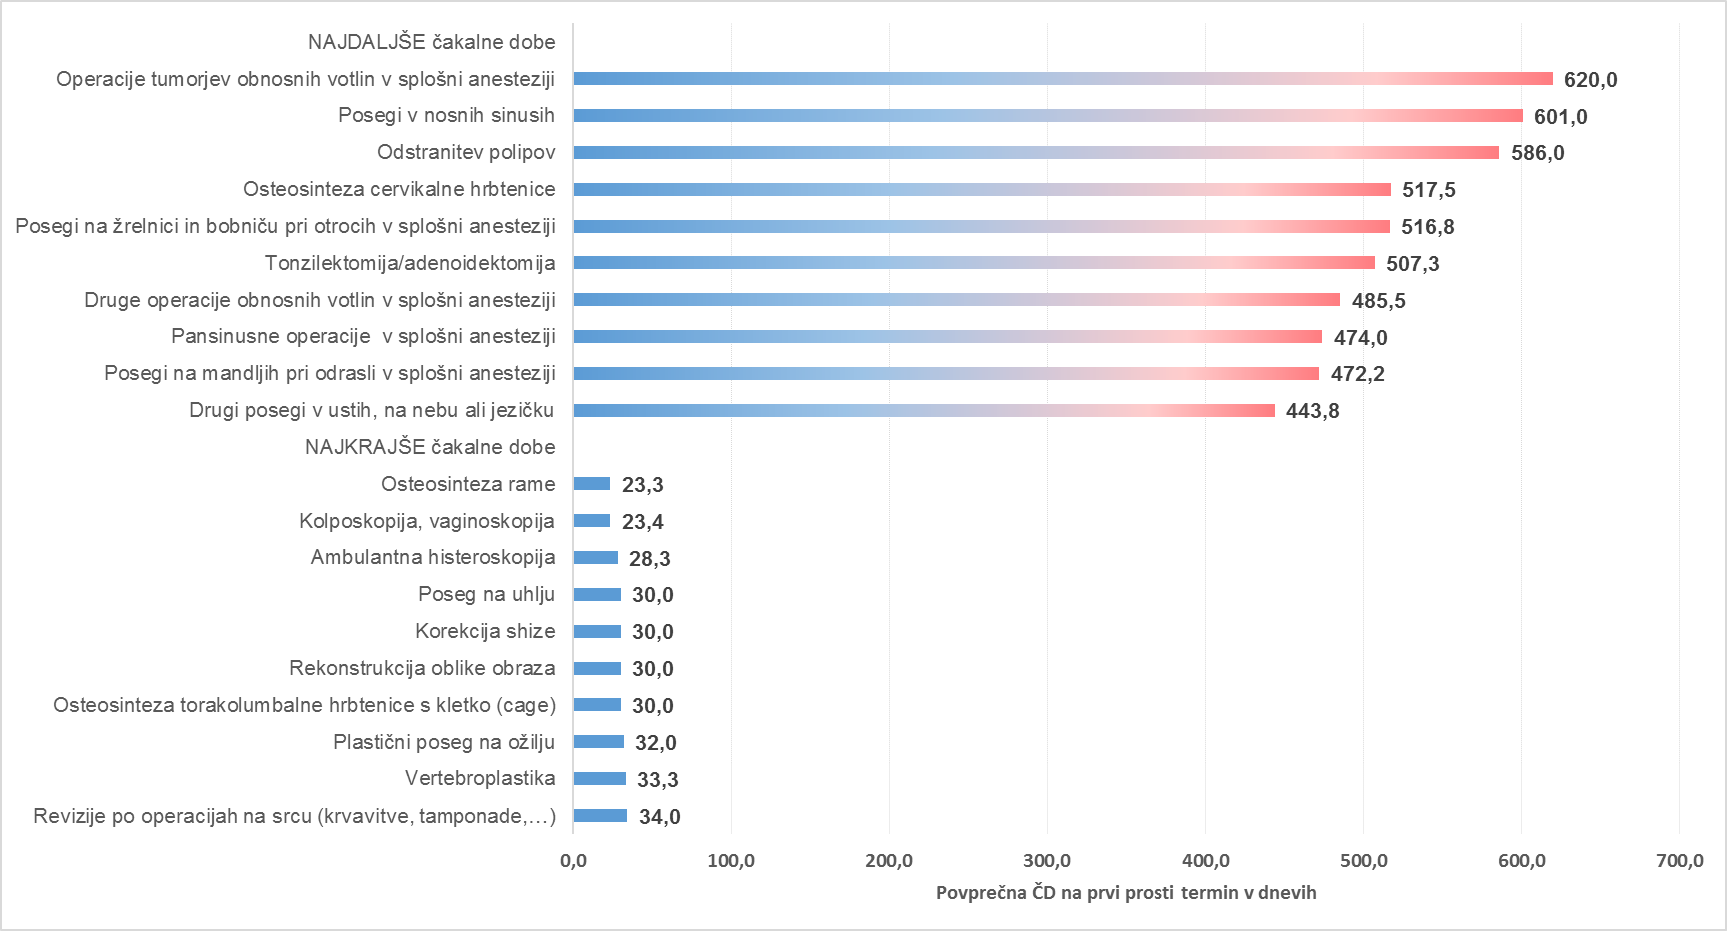 NAJDALJŠE čakalne dobe
Operacije tumorjev obnosnih votlin v splošni anesteziji 620,0
Posegi v nosnih sinusih 601,0
Odstranitev polipov 586,0
Osteosinteza cervikalne hrbtenice 517,5
Posegi na žrelnici in bobniču pri otrocih v splošni anesteziji 516,8
Tonzilektomija/adenoidektomija 507,3
Druge operacije obnosnih votlin v splošni anesteziji 485,5
Pansinusne operacije  v splošni anesteziji 474,0
Posegi na mandljih pri odrasli v splošni anesteziji 472,2
Drugi posegi v ustih, na nebu ali jezičku 443,8
NAJKRAJŠE čakalne dobe
Osteosinteza rame 23,3
Kolposkopija, vaginoskopija 23,4
Ambulantna histeroskopija 28,3
Poseg na uhlju 30,0
Korekcija shize 30,0
Rekonstrukcija oblike obraza 30,0
Osteosinteza torakolumbalne hrbtenice s kletko (cage) 30,0
Plastični poseg na ožilju 32,0
Vertebroplastika 33,3
Revizije po operacijah na srcu (krvavitve, tamponade,…) 34,0
0,0 100,0 200,0 300,0 400,0 500,0 600,0 700,0
Povprečna ČD na prvi prosti termin v dnevih